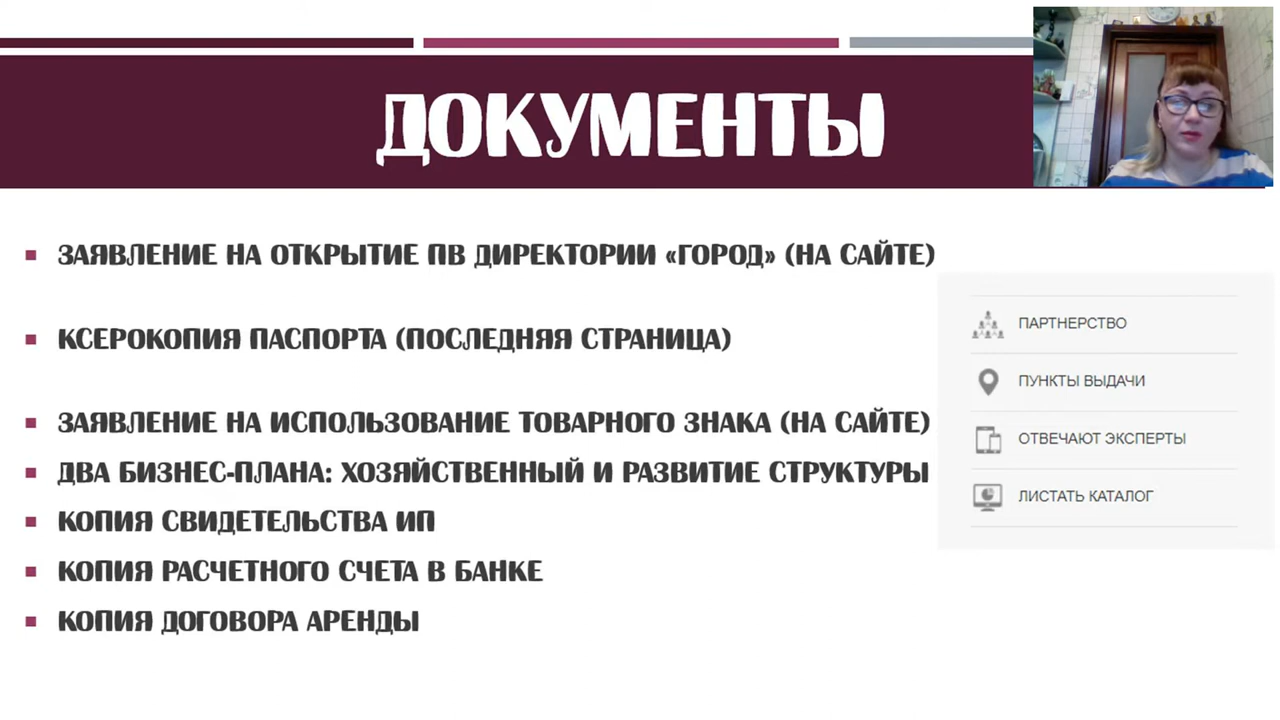 ДОКУМЕНТЫ
ЗАЯВЛЕНИЕ НА ОТКРЫТИЕ ПВ ДИРЕКТОРИИ «ГОРОД» (НА САЙТЕ)
КСЕРОКОПИЯ ПАСПОРТА (ПОСЛЕДНЯЯ СТРАНИЦА)
ЗАЯВЛЕНИЕ НА ИСПОЛЬЗОВАНИЕ ТОВАРНОГО ЗНАКА (НА САЙТЕ)
ДВА БИЗНЕС-ПЛАНА: ХОЗЯЙСТВЕННЫЙ И РАЗВИТИЕ СТРУКТУРЫ
КОПИЯ СВИДЕТЕЛЬСТВА ИП
КОПИЯ РАСЧЕТНОГО СЧЕТА В БАНКЕ
КОПИЯ ДОГОВОРА АРЕНДЫ
ПАРТНЕРСТВО
ПУНКТЫ ВЫДАЧИ
ОТВЕЧАЮТ ЭКСПЕРТЫ
ЛИСТАТЬ КАТАЛОГ